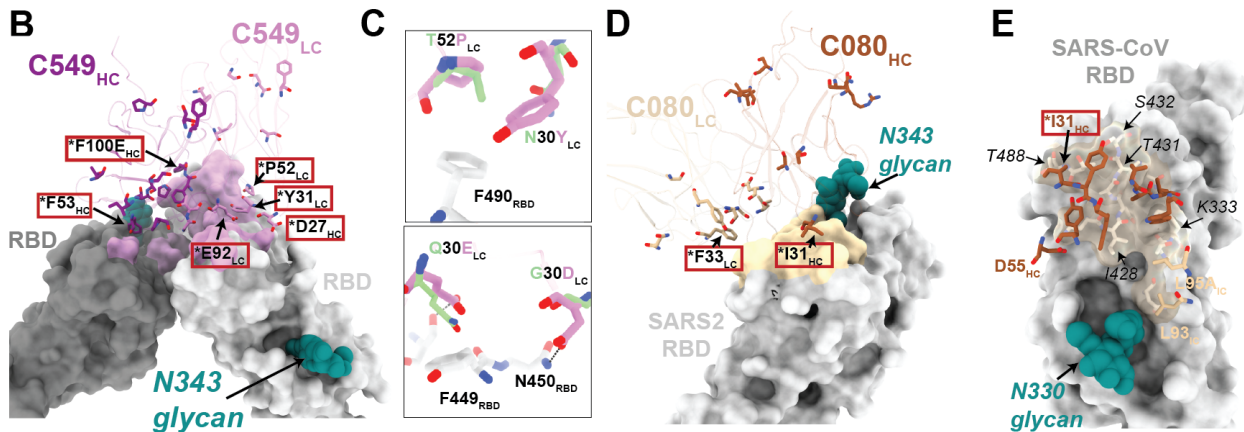 B
C549LC
C549HC
*F100EHC
*P52LC
*F53HC
*Y31LC
RBD
*D27HC
*E92LC
RBD
N343
glycan
C
T52PLC
N30YLC
F490RBD
Q30ELC
G30DLC
N450RBD
F449RBD
D
C080HC
C080LC
N343
glycan
*F33LC
*I31HC
SARS2
RBD
E
SARS-CoV
RBD
S432
*I31HC
T431
T488
K333
D55HC
I428
L95ALC
L93LC
N330
glycan